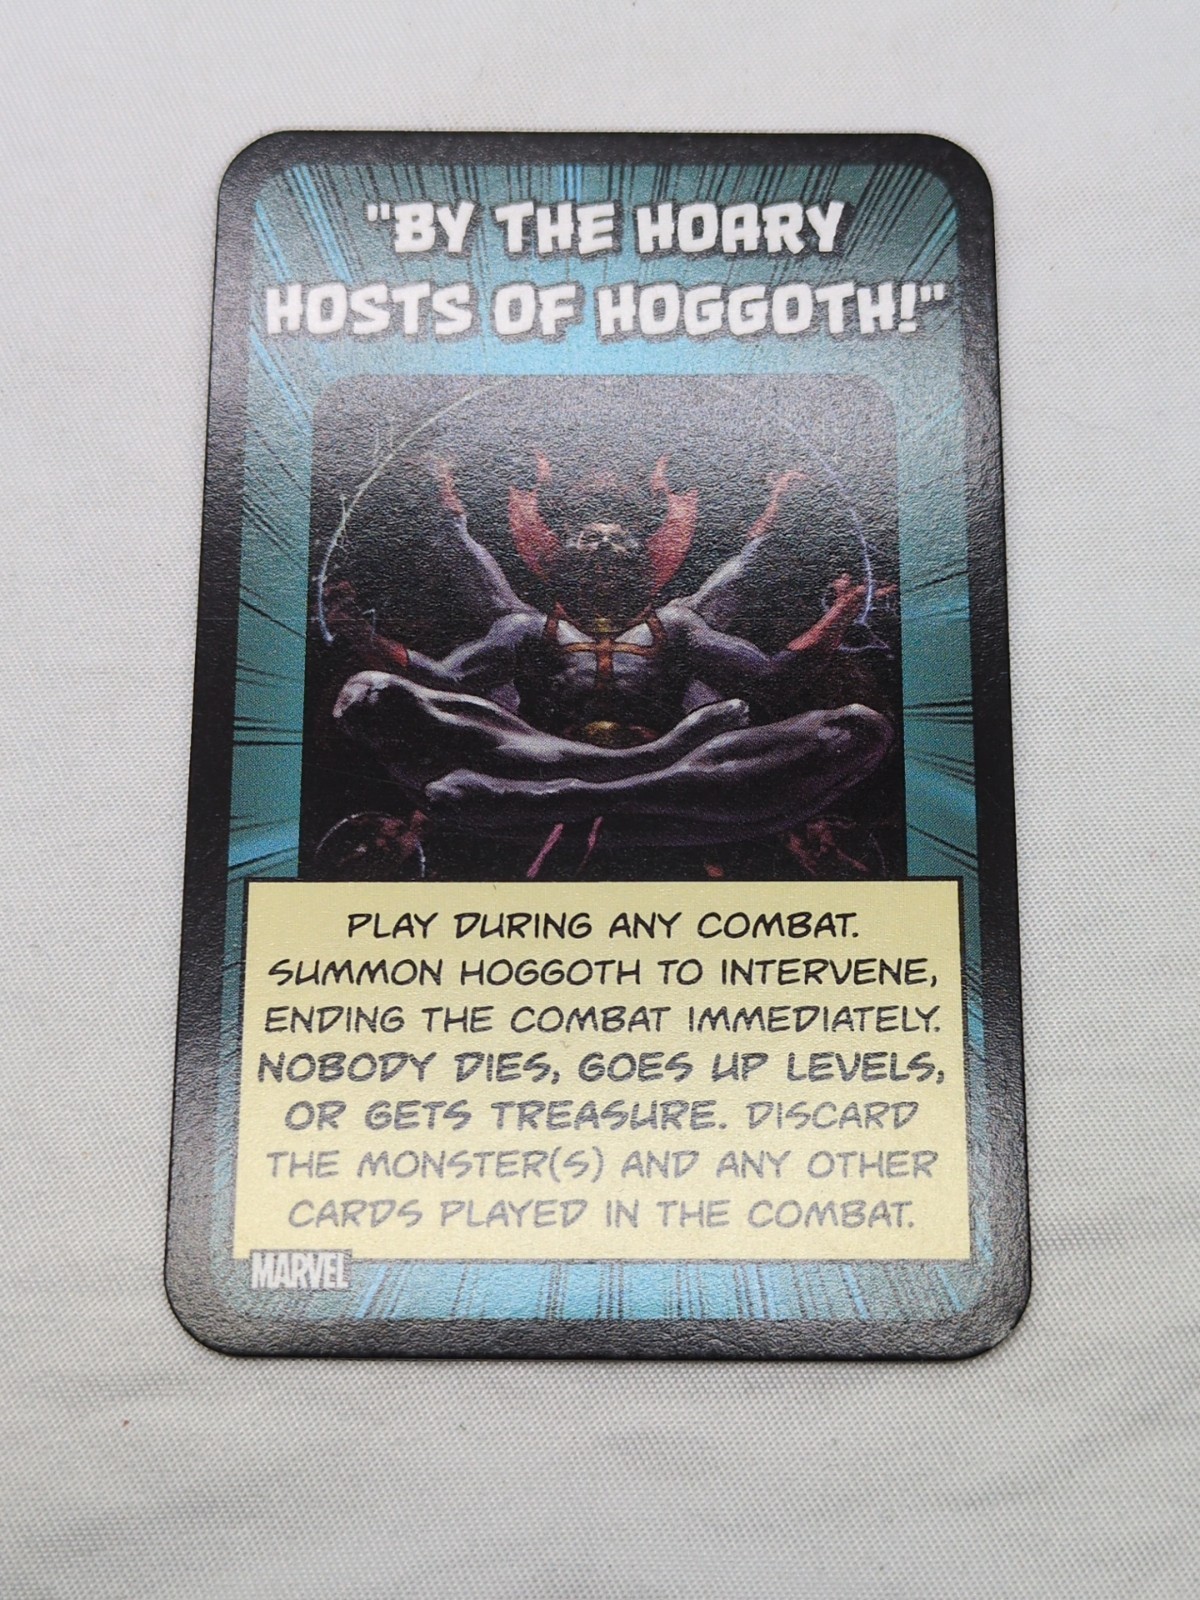 "BY THE HOARY
HOSTS OF HOGGOTH!"
PLAY DURING ANY COMBAT.
SUMMON HOGGOTH TO INTERVENE,
ENDING THE COMBAT IMMEDIATELY.
NOBODY DIES, GOES UP LEVELS,
OR GETS TREASURE. DISCARD
THE MONSTER(S) AND ANY OTHER
CARDS PLAYED IN THE COMBAT.
MARVEL